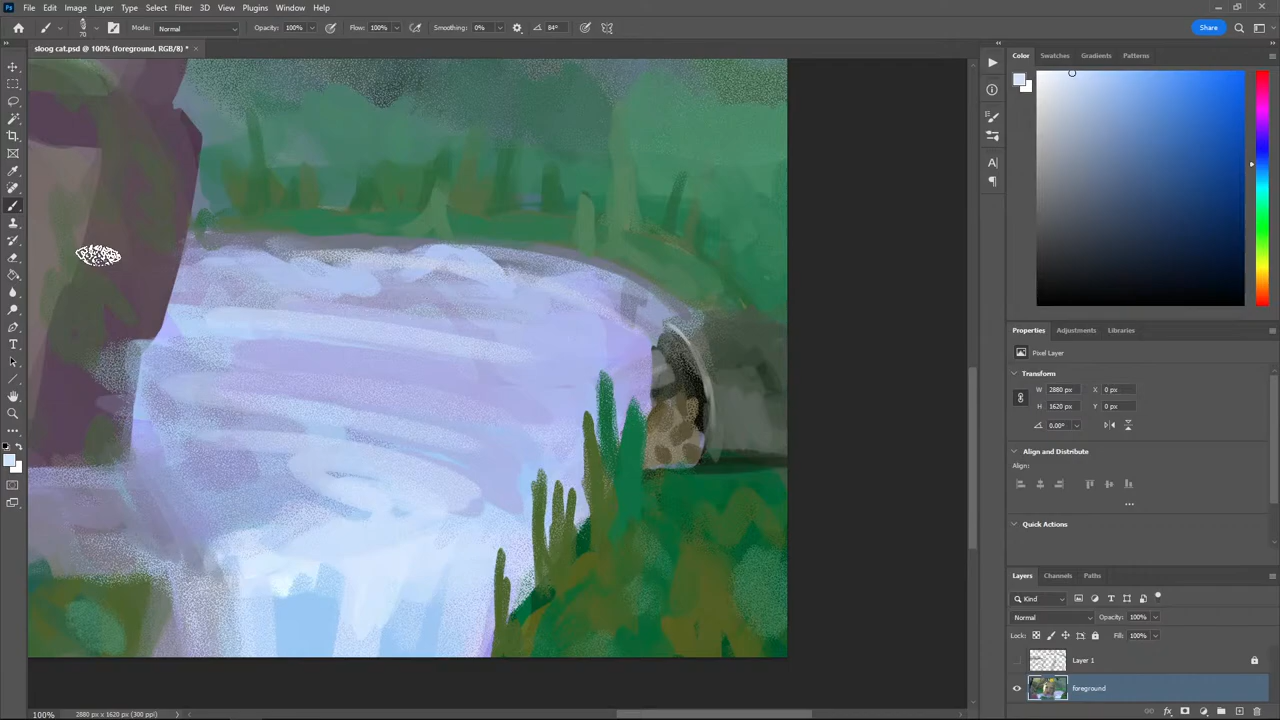 Ps File Edit Image Layer Type Select Filter 3D View Plugins Window Help
70 Mode: Normal Opacity: 100% Flow: 100% Smoothing: 0% 84° Share
sloog cat.psd @ 100% (foreground, RGB/8) * ×
Color Swatches Gradients Patterns
Properties Adjustments Libraries
Pixel Layer
Transform
W 2880 px X 0 px
H 1620 px Y 0 px
0.00°
Align and Distribute
Align:
Quick Actions
Layers Channels Paths
Kind
Normal Opacity: 100%
Lock: Fill: 100%
Layer 1
foreground
100% 2880 px x 1620 px (300 ppi)